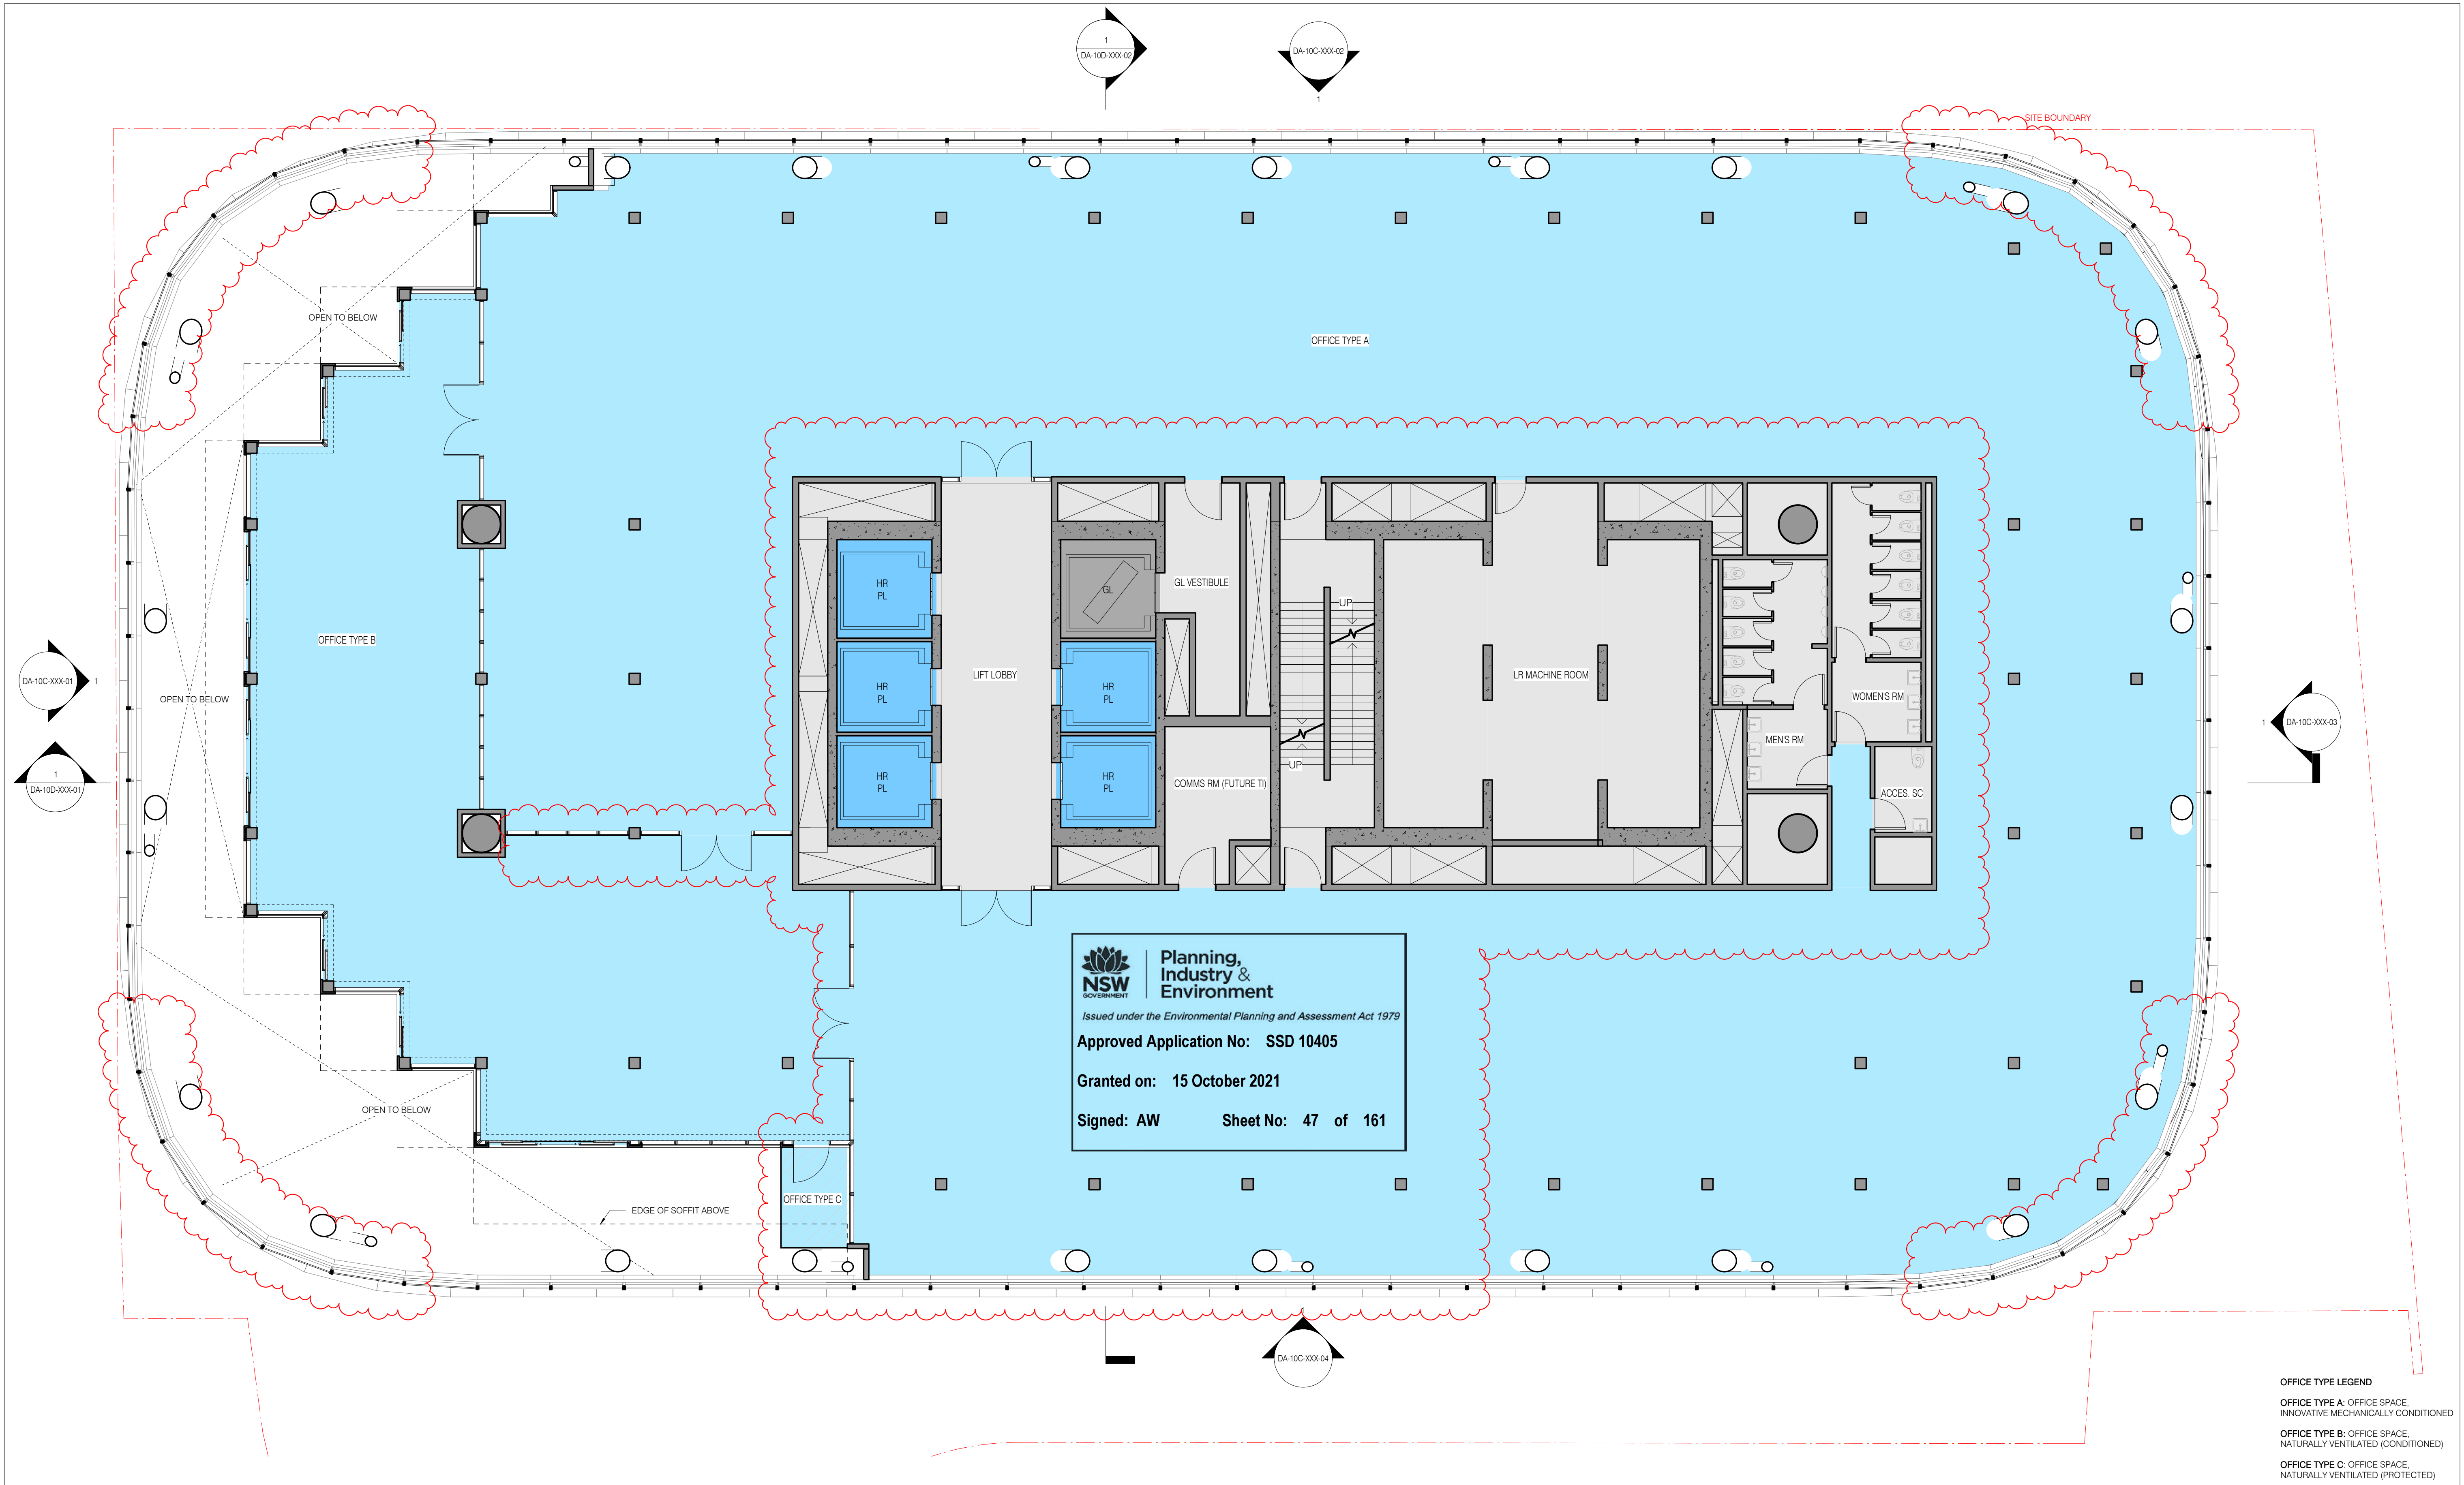 1
DA-10D-XXX-02
DA-10C-XXX-02
1
SITE BOUNDARY
OPEN TO BELOW
OFFICE TYPE A
HR
PL
GL
GL VESTIBULE
UP
OFFICE TYPE B
HR
PL
LIFT LOBBY
HR
PL
LR MACHINE ROOM
WOMEN'S RM
DA-10C-XXX-01
1
OPEN TO BELOW
1
DA-10C-XXX-03
MEN'S RM
1
DA-10D-XXX-01
HR
PL
HR
PL
COMMS RM (FUTURE TI)
UP
ACCES. SC
NSW
GOVERNMENT
Planning,
Industry &
Environment
Issued under the Environmental Planning and Assessment Act 1979
Approved Application No: SSD 10405
Granted on: 15 October 2021
Signed: AW Sheet No: 47 of 161
OPEN TO BELOW
OFFICE TYPE C
EDGE OF SOFFIT ABOVE
1
DA-10C-XXX-04
OFFICE TYPE LEGEND
OFFICE TYPE A: OFFICE SPACE,
INNOVATIVE MECHANICALLY CONDITIONED
OFFICE TYPE B: OFFICE SPACE,
NATURALLY VENTILATED (CONDITIONED)
OFFICE TYPE C: OFFICE SPACE,
NATURALLY VENTILATED (PROTECTED)